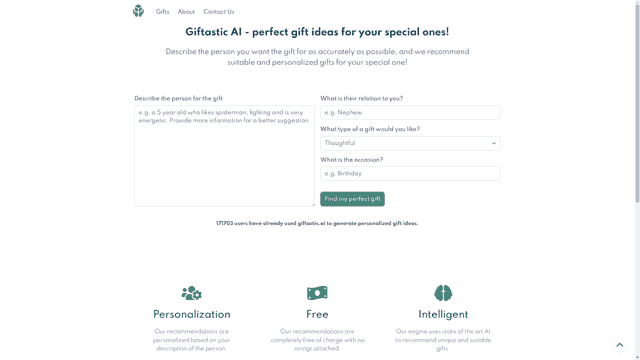 Gifts About Contact Us
Giftastic AI - perfect gift ideas for your special ones!
Describe the person you want the gift for as accurately as possible, and we recommend
suitable and personalized gifts for your special one!
Describe the person for the gift
e.g. a 5 year old who likes spiderman, fighting and is very
energetic. Provide more information for a better suggestion.
What is their relation to you?
e.g. Nephew
What type of a gift would you like?
Thoughtful
What is the occasion?
e.g. Birthday
Find my perfect gift
171703 users have already used giftastic.ai to generate personalized gift ideas.
Personalization
Our recommendations are
personalized based on your
description of the person.
Free
Our recommendations are
completely free of charge with no
strings attached.
Intelligent
Our engine uses state of the art AI
to recommend unique and suitable
gifts.